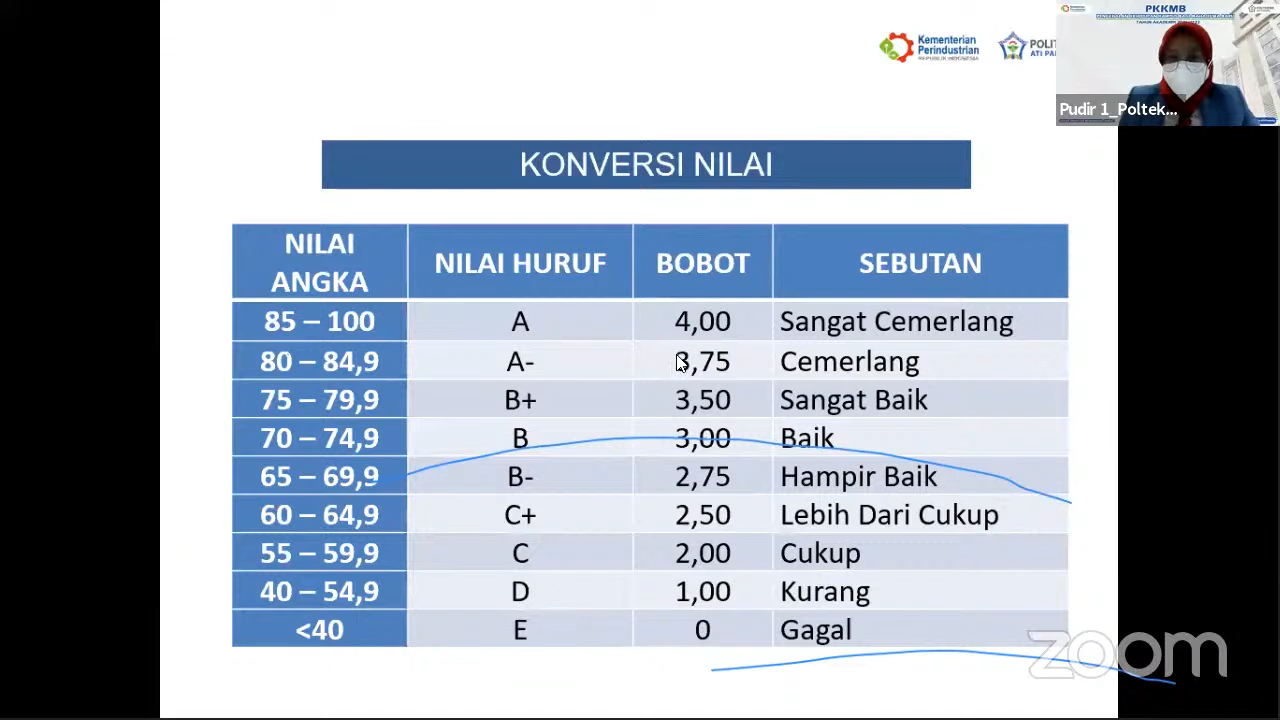 Kementerian
Perindustrian
REPUBLIK INDONESIA
PKKMB
Pudir 1_Poltek...
KONVERSI NILAI
NILAI ANGKA NILAI HURUF BOBOT SEBUTAN
85 – 100 A 4,00 Sangat Cemerlang
80 – 84,9 A- 3,75 Cemerlang
75 – 79,9 B+ 3,50 Sangat Baik
70 – 74,9 B 3,00 Baik
65 – 69,9 B- 2,75 Hampir Baik
60 – 64,9 C+ 2,50 Lebih Dari Cukup
55 – 59,9 C 2,00 Cukup
40 – 54,9 D 1,00 Kurang
<40 E 0 Gagal
zoom